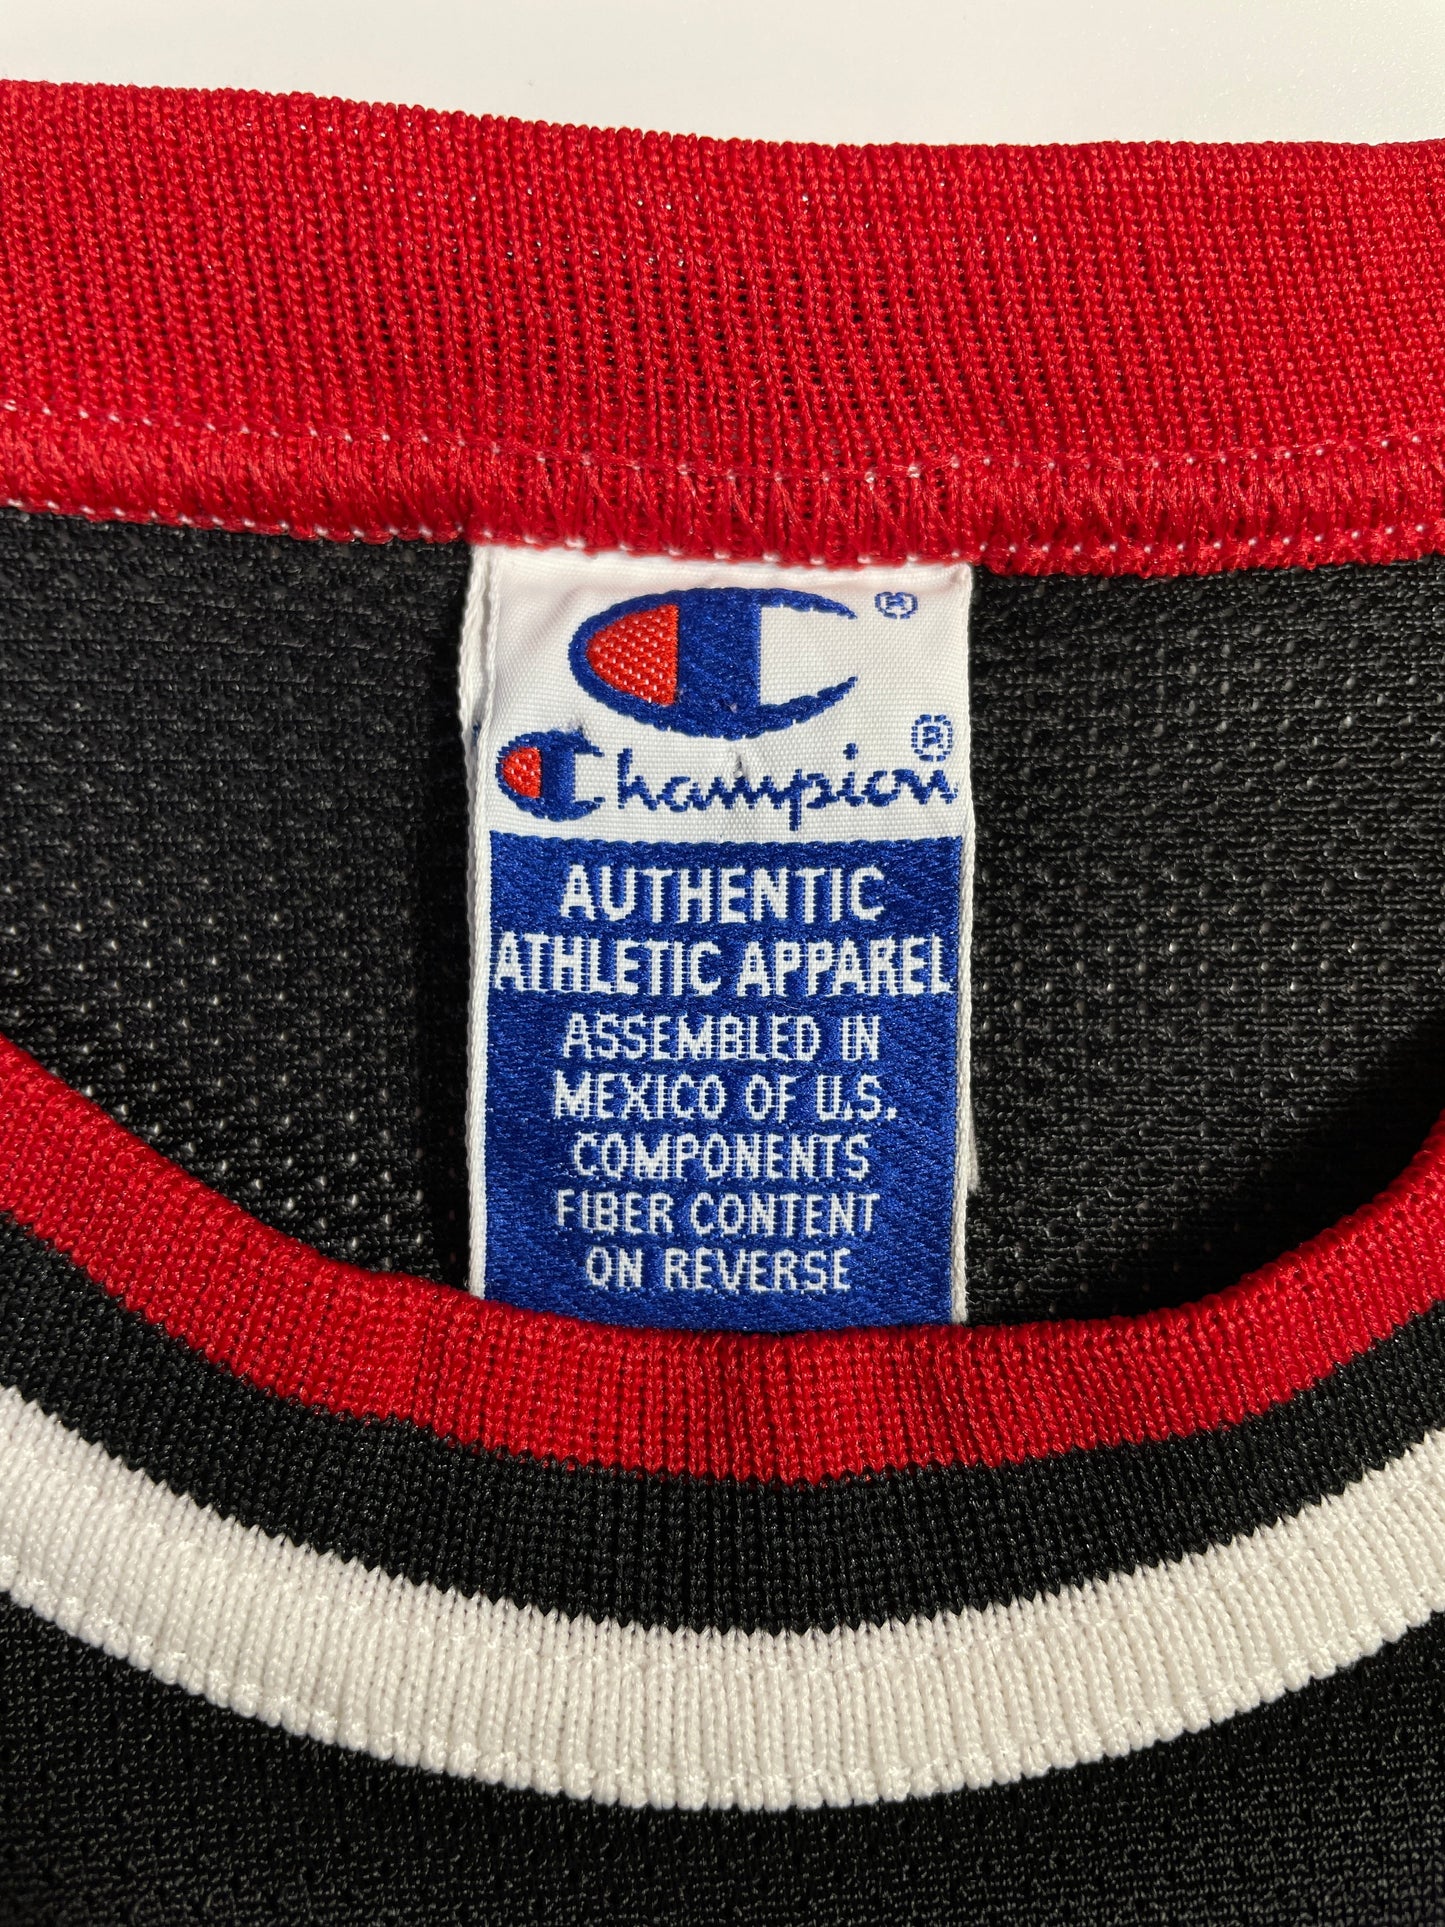 ®
Champion®
AUTHENTIC
ATHLETIC APPAREL
ASSEMBLED IN
MEXICO OF U.S.
COMPONENTS
FIBER CONTENT
ON REVERSE